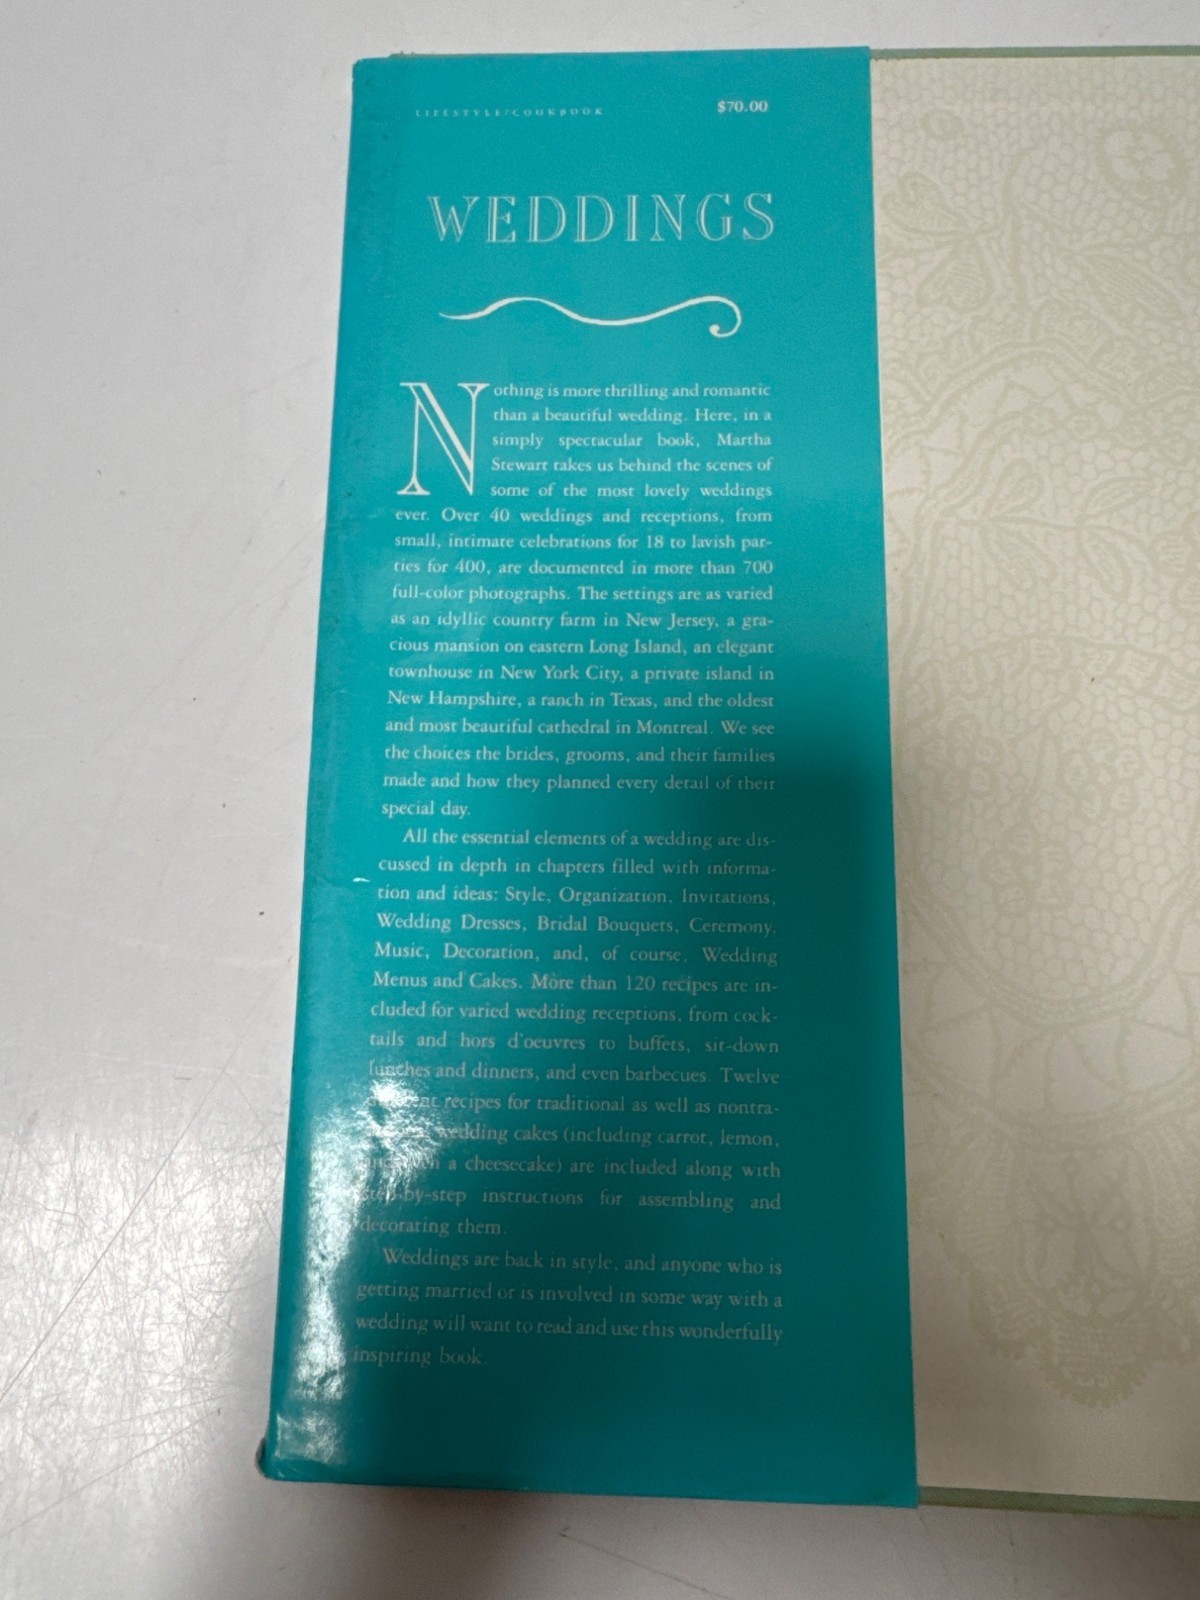 LIFESTYLE/COOKBOOK
$70.00
WEDDINGS
Nothing is more thrilling and romantic
than a beautiful wedding. Here, in a
simply spectacular book, Martha
Stewart takes us behind the scenes of
some of the most lovely weddings
ever. Over 40 weddings and receptions, from
small, intimate celebrations for 18 to lavish par-
ties for 400, are documented in more than 700
full-color photographs. The settings are as varied
as an idyllic country farm in New Jersey, a gra-
cious mansion on eastern Long Island, an elegant
townhouse in New York City, a private island in
New Hampshire, a ranch in Texas, and the oldest
and most beautiful cathedral in Montreal. We see
the choices the brides, grooms, and their families
made and how they planned every detail of their
special day.
All the essential elements of a wedding are dis-
cussed in depth in chapters filled with informa-
tion and ideas: Style, Organization, Invitations,
Wedding Dresses, Bridal Bouquets, Ceremony,
Music, Decoration, and, of course, Wedding
Menus and Cakes. More than 120 recipes are in-
cluded for varied wedding receptions, from cock-
tails and hors d'oeuvres to buffets, sit-down
lunches and dinners, and even barbecues. Twelve
recipes for traditional as well as nontra-
wedding cakes (including carrot, lemon,
a cheesecake) are included along with
step-by-step instructions for assembling and
decorating them.
Weddings are back in style, and anyone who is
getting married or is involved in some way with a
wedding will want to read and use this wonderfully
inspiring book.